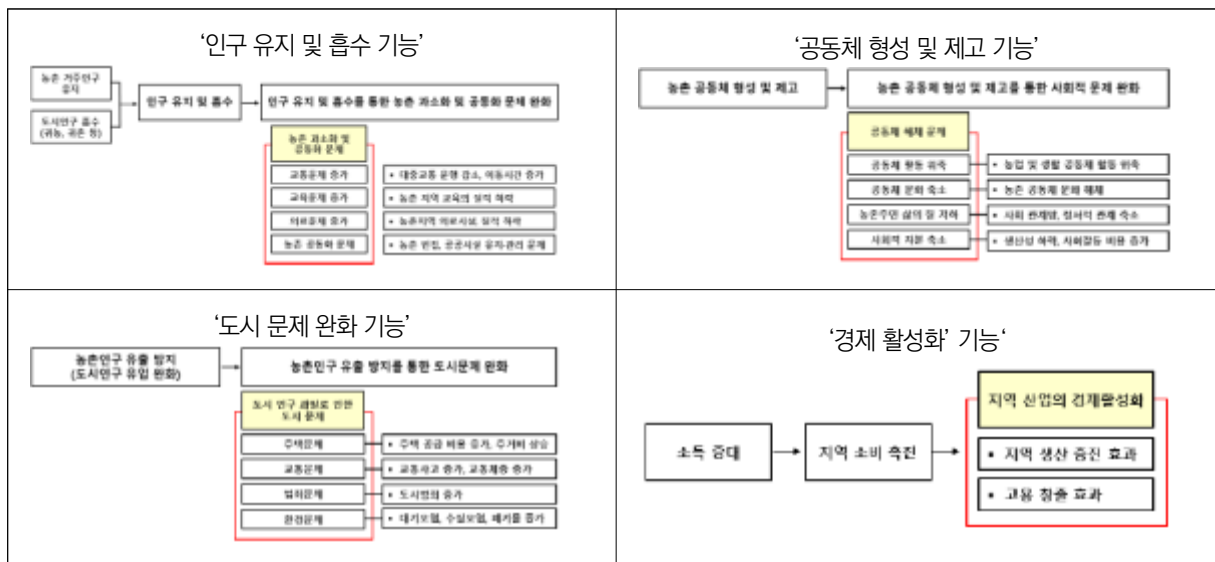 ‘인구 유지 및 흡수 기능’
농촌 거주인구
유지
도시인구 흡수
(귀농, 귀촌 등)
인구 유지 및 흡수
인구 유지 및 흡수를 통한 농촌 과소화 및 공동화 문제 완화
농촌 과소화 및
공동화 문제
교통문제 증가
• 대중교통 운행 감소, 이동시간 증가
교육문제 증가
• 농촌 지역 교육의 질적 하락
의료문제 증가
• 농촌지역 의료시설 질적 하락
농촌 공동화 문제
• 농촌 빈집, 공공시설 유지·관리 문제
‘공동체 형성 및 제고 기능’
농촌 공동체 형성 및 제고
농촌 공동체 형성 및 제고를 통한 사회적 문제 완화
공동체 해체 문제
공동체 활동 위축
• 농업 및 생활 공동체 활동 위축
공동체 문화 축소
• 농촌 공동체 문화 해체
농촌주민 삶의 질 저하
• 사회 관계망, 정서적 관계 축소
사회적 자본 축소
• 생산성 하락, 사회갈등 비용 증가
‘도시 문제 완화 기능’
농촌인구 유출 방지
(도시인구 유입 완화)
농촌인구 유출 방지를 통한 도시문제 완화
도시 인구 과밀로 인한
도시 문제
주택문제
• 주택 공급 비용 증가, 주거비 상승
교통문제
• 교통사고 증가, 교통체증 증가
범죄문제
• 도시범죄 증가
환경문제
• 대기오염, 수질오염, 폐기물 증가
‘경제 활성화’ 기능‘
소득 증대
지역 소비 촉진
지역 산업의 경제활성화
• 지역 생산 증진 효과
• 고용 창출 효과